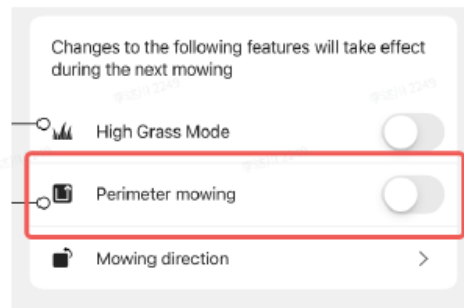 Changes to the following features will take effect
during the next mowing
High Grass Mode
Perimeter mowing
Mowing direction